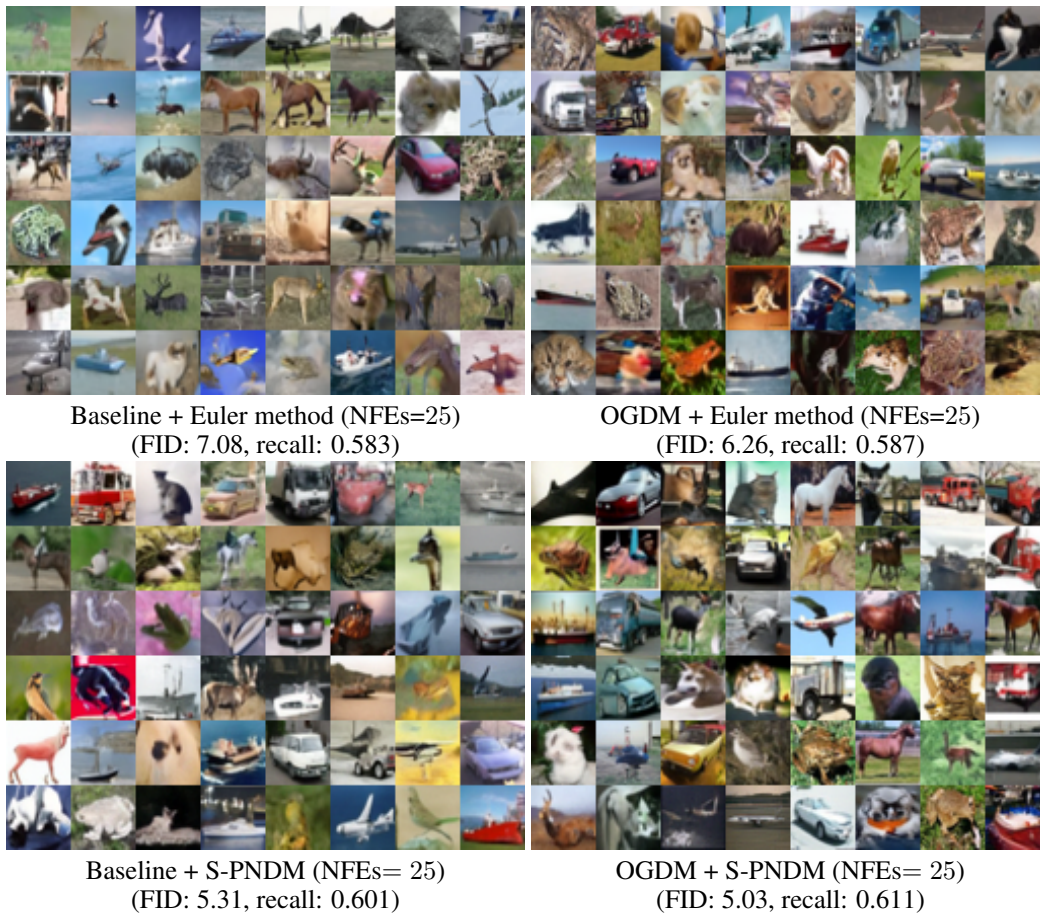 Baseline + Euler method (NFEs=25)
(FID: 7.08, recall: 0.583)
OGDM + Euler method (NFEs=25)
(FID: 6.26, recall: 0.587)
Baseline + S-PNDM (NFEs= 25)
(FID: 5.31, recall: 0.601)
OGDM + S-PNDM (NFEs= 25)
(FID: 5.03, recall: 0.611)